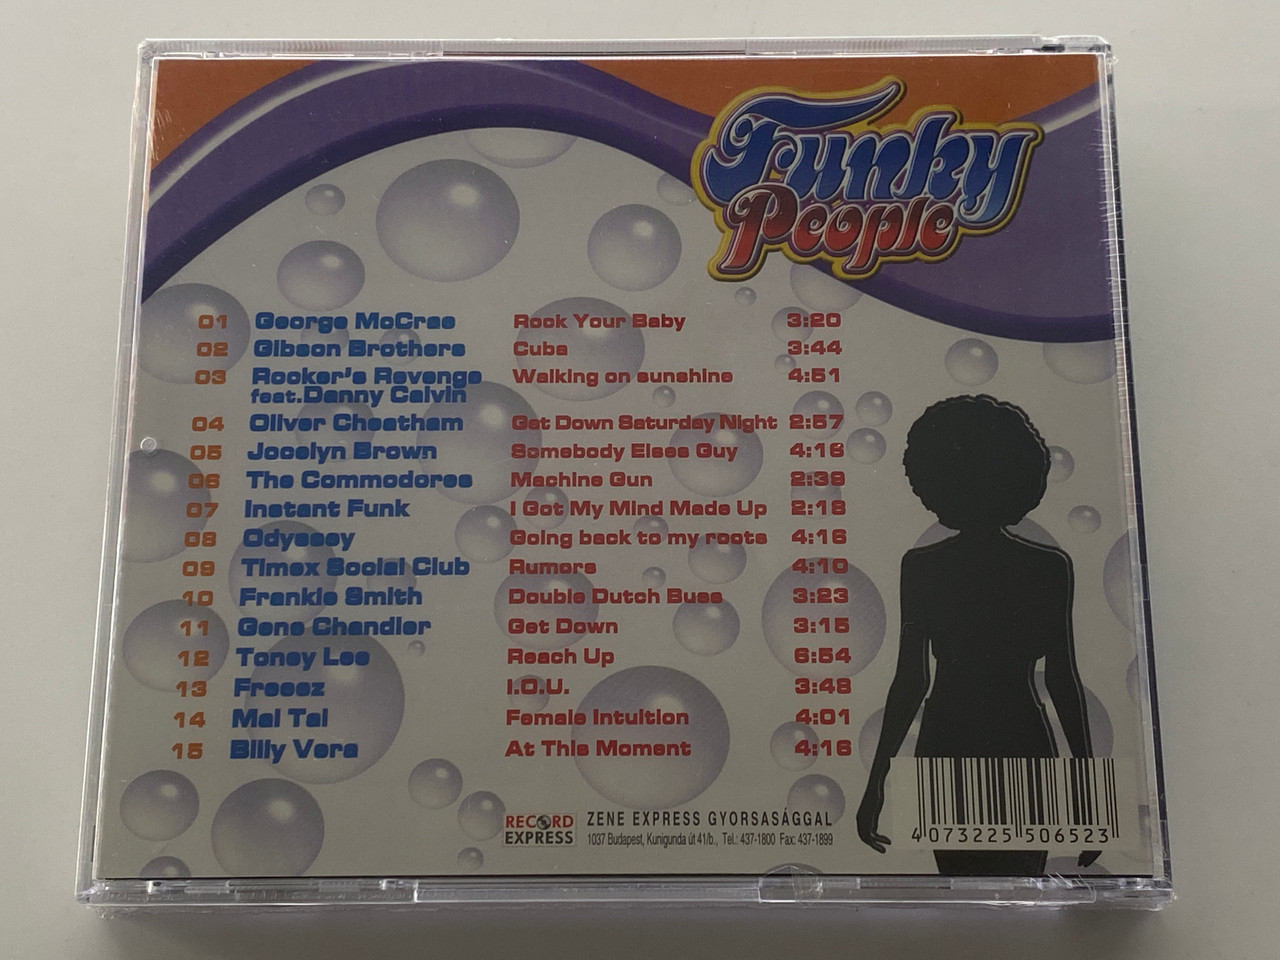 Funky
People
01 George McCrae Rock Your Baby 3:20
02 Gibson Brothers Cuba 3:44
03 Rocker's Revenge Walking on sunshine 4:51
feat.Danny Calvin
04 Oliver Cheatham Get Down Saturday Night 2:57
05 Jocelyn Brown Somebody Elses Guy 4:16
06 The Commodores Machine Gun 2:39
07 Instant Funk I Got My Mind Made Up 2:18
08 Odyssey Going back to my roots 4:16
09 Timex Social Club Rumors 4:10
10 Frankie Smith Double Dutch Buss 3:23
11 Gene Chandler Get Down 3:15
12 Toney Lee Reach Up 6:54
13 Freeez I.O.U. 3:48
14 Mai Tai Female Intuition 4:01
15 Billy Vera At This Moment 4:16
RECORD EXPRESS
ZENE EXPRESS GYORSASÁGGAL
1037 Budapest, Kunigunda út 41/b., Tel.: 437-1800 Fax: 437-1899
4 073225 506523